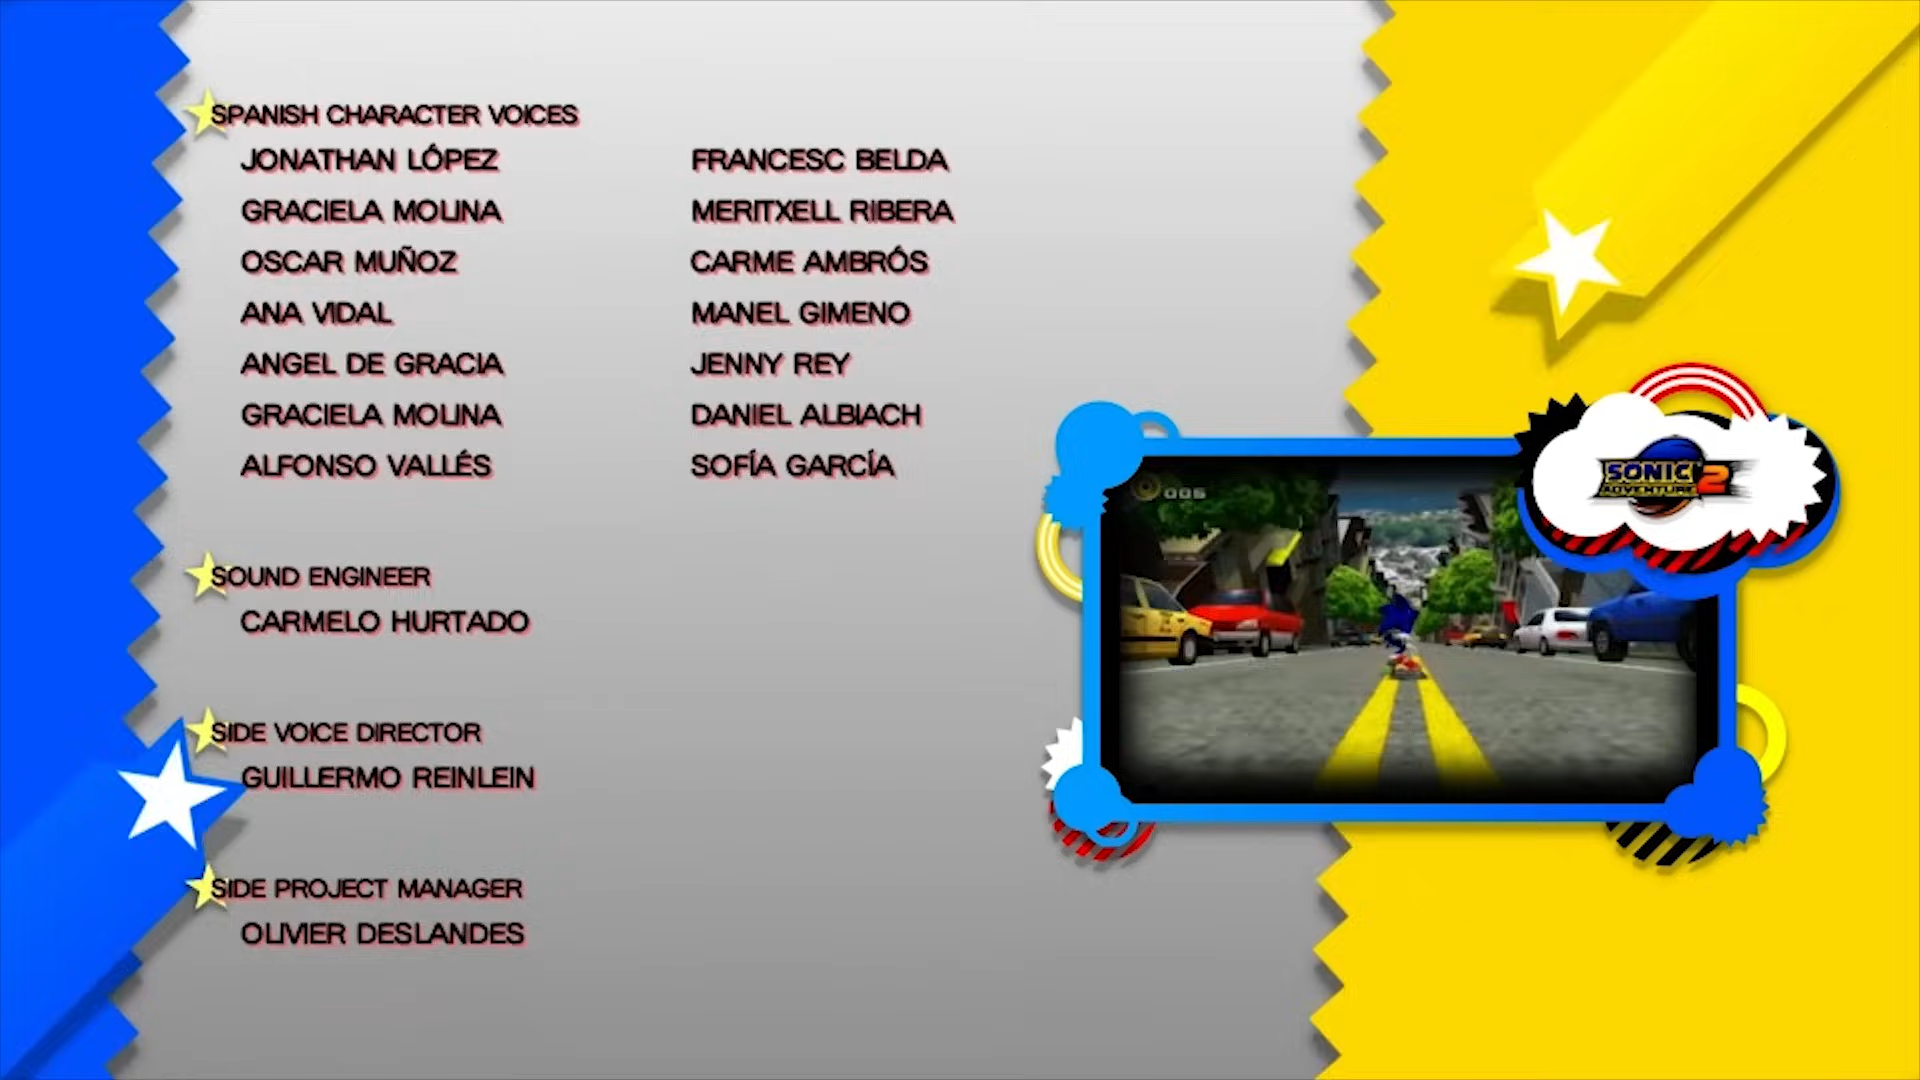 SPANISH CHARACTER VOICES
JONATHAN LÓPEZ FRANCESC BELDA
GRACIELA MOLINA MERITXELL RIBERA
OSCAR MUÑOZ CARME AMBRÓS
ANA VIDAL MANEL GIMENO
ANGEL DE GRACIA JENNY REY
GRACIELA MOLINA DANIEL ALBIACH
ALFONSO VALLÉS SOFÍA GARCÍA
SONIC
ADVENTURE 2
006
SOUND ENGINEER
CARMELO HURTADO
SIDE VOICE DIRECTOR
GUILLERMO REINLEIN
SIDE PROJECT MANAGER
OLIVIER DESLANDES